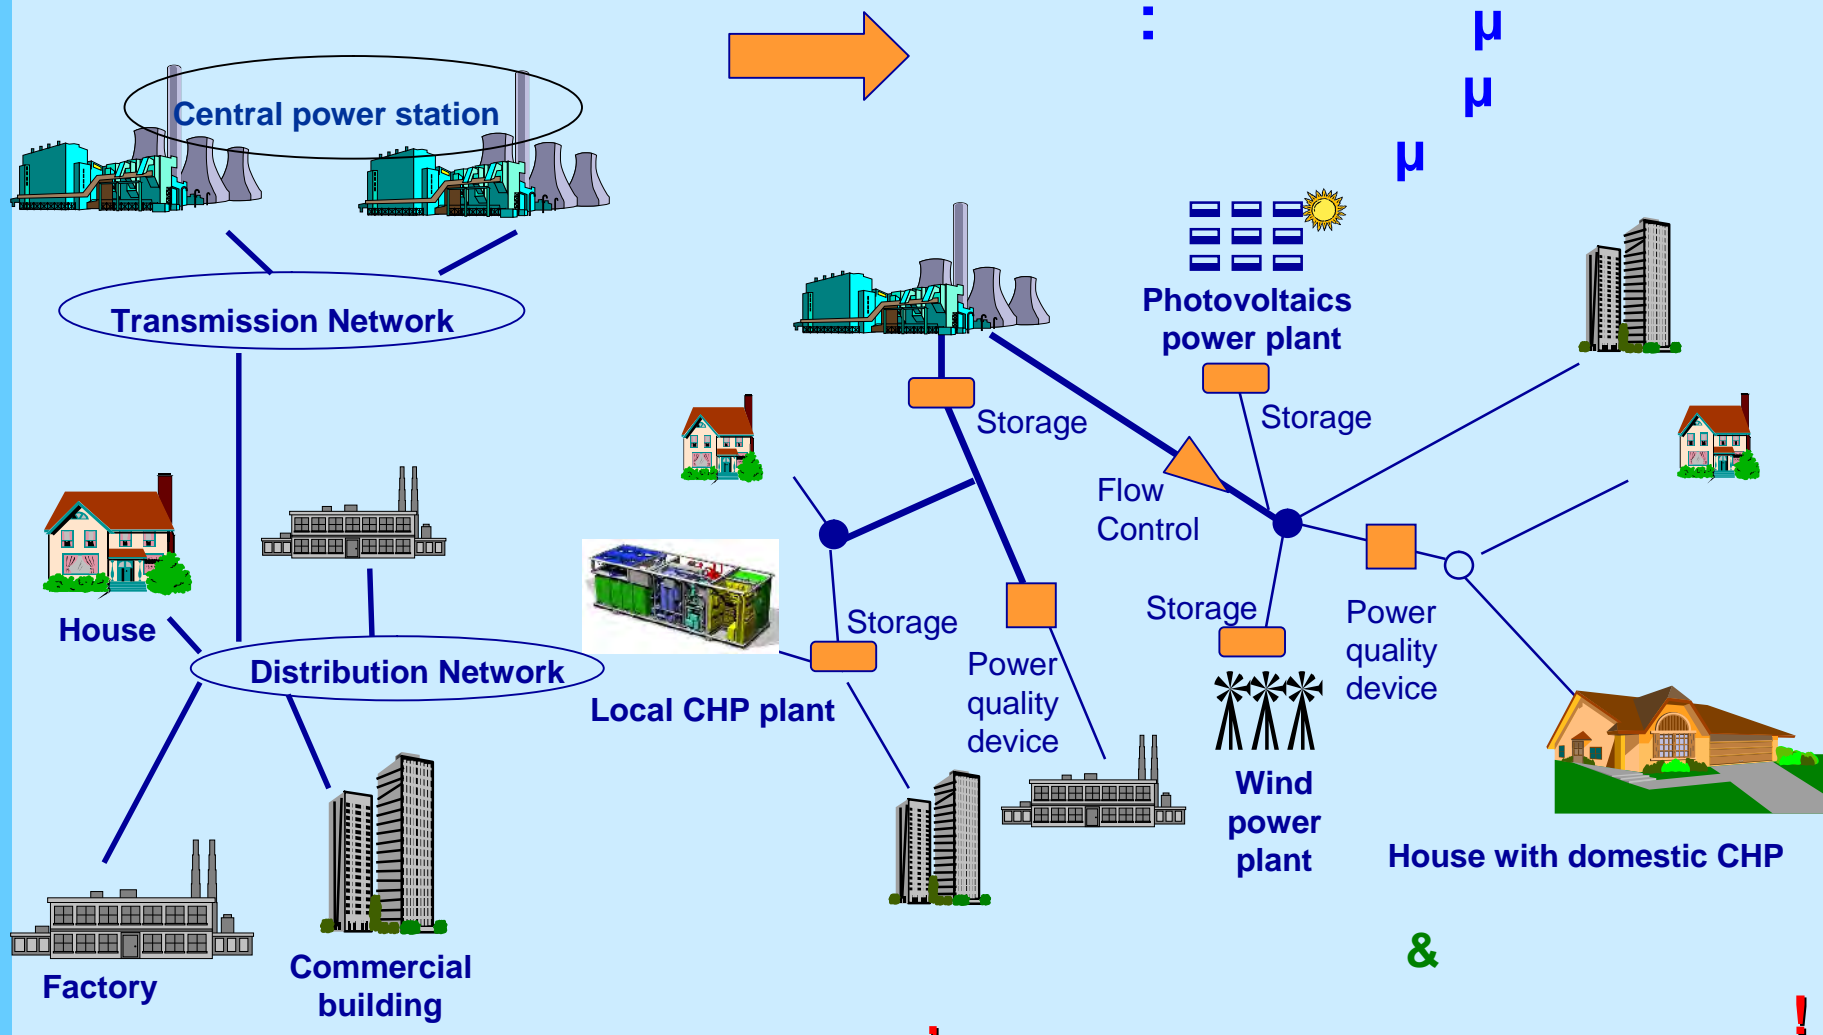 :
μ
μ
μ
Central power station
Transmission Network
House
Distribution Network
Factory
Commercial
building
Photovoltaics
power plant
Storage
Storage
Flow
Control
Storage
Local CHP plant
Power
quality
device
Storage
Power
quality
device
Wind
power
plant
House with domestic CHP
&
!